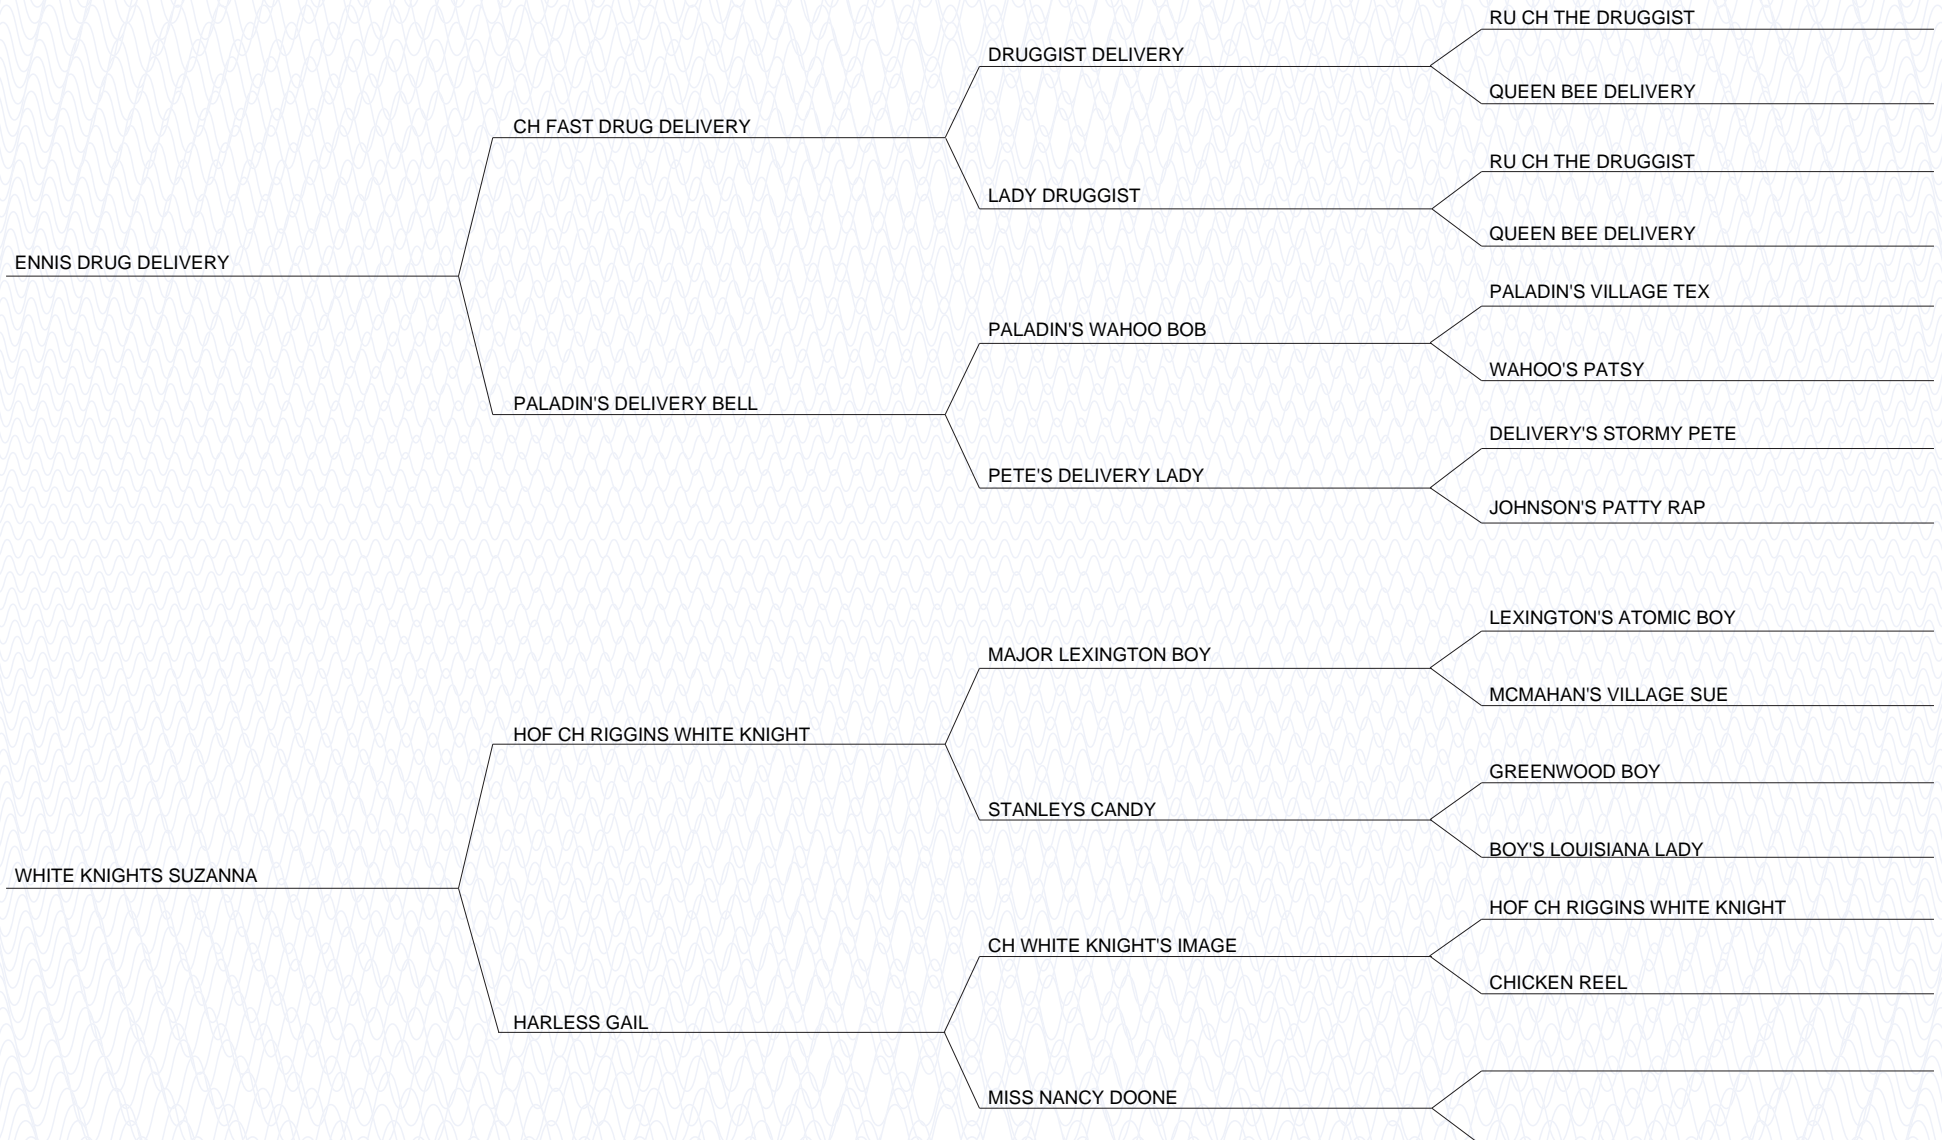 RU CH THE DRUGGIST
DRUGGIST DELIVERY
QUEEN BEE DELIVERY
CH FAST DRUG DELIVERY
RU CH THE DRUGGIST
LADY DRUGGIST
QUEEN BEE DELIVERY
ENNIS DRUG DELIVERY
PALADIN'S VILLAGE TEX
PALADIN'S WAHOO BOB
WAHOO'S PATSY
PALADIN'S DELIVERY BELL
DELIVERY'S STORMY PETE
PETE'S DELIVERY LADY
JOHNSON'S PATTY RAP
LEXINGTON'S ATOMIC BOY
MAJOR LEXINGTON BOY
MCMAHAN'S VILLAGE SUE
HOF CH RIGGINS WHITE KNIGHT
GREENWOOD BOY
STANLEYS CANDY
BOY'S LOUISIANA LADY
WHITE KNIGHTS SUZANNA
HOF CH RIGGINS WHITE KNIGHT
CH WHITE KNIGHT'S IMAGE
CHICKEN REEL
HARLESS GAIL
MISS NANCY DOONE